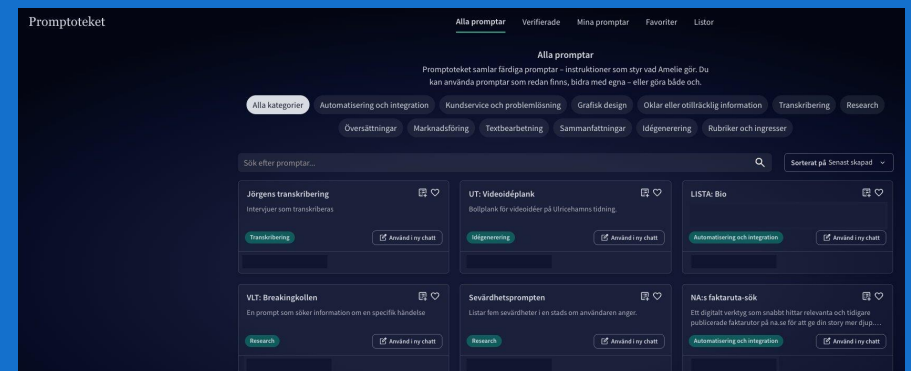 Promptoteket
Alla promptar Verifierade Mina promptar Favoriter Listor
Alla promptar
Promptoteket samlar färdiga promptar – instruktioner som styr vad Amelie gör. Du
kan använda promptar som redan finns, bidra med egna – eller göra både och.
Alla kategorier Automatisering och integration Kundservice och problemlösning Grafisk design Oklar eller otillräcklig information Transkribering Research
Översättningar Marknadsföring Textbearbetning Sammanfattningar Idégenerering Rubriker och ingresser
Sök efter promptar...
Sorterat på Senast skapad
Jörgens transkribering
Intervjuer som transkriberas
Transkribering
Använd i ny chatt
UT: Videoidéplank
Bollplank för videoidéer på Ulricehamns tidning.
Idégenerering
Använd i ny chatt
LISTA: Bio
Automatisering och integration
Använd i ny chatt
VLT: Breakingkollen
En prompt som söker information om en specifik händelse
Research
Använd i ny chatt
Sevärdhetsprompten
Listar fem sevärdheter i en stads om användaren anger.
Research
Använd i ny chatt
NA:s faktaruta-sök
Ett digitalt verktyg som snabbt hittar relevanta och tidigare
publicerade faktarutor på na.se för att ge din story mer djup....
Automatisering och integration
Använd i ny chatt